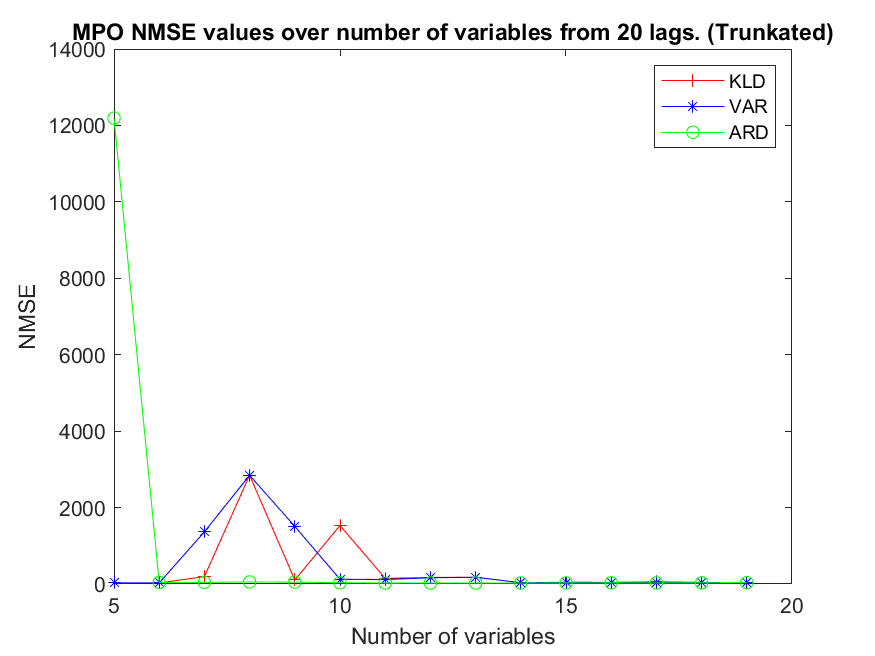 MPO NMSE values over number of variables from 20 lags. (Trunkated)
14000
12000
10000
8000
6000
4000
2000
0
NMSE
KLD
VAR
ARD
5
10
15
20
Number of variables